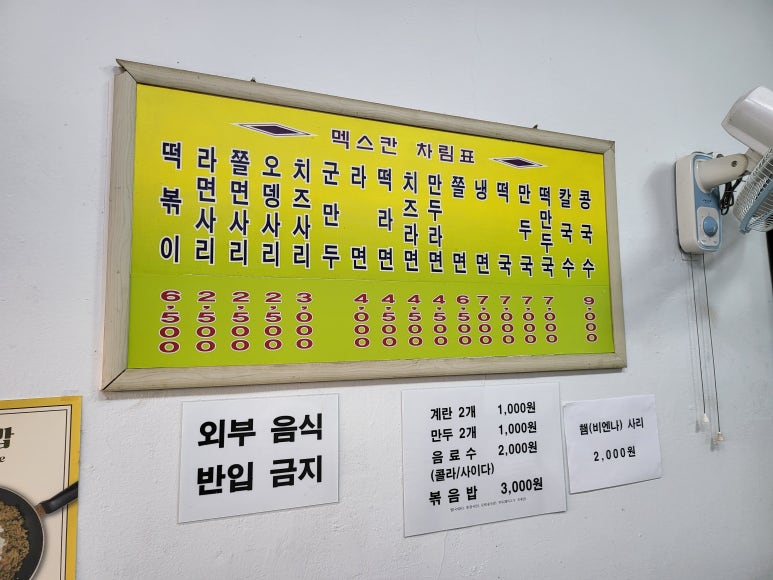 멕스칸 차림표
떡볶이 6,500
라면사리 2,500
쫄면사리 2,500
오뎅사리 2,500
치즈사리 3,000
군만두
라면 4,000
떡라면 4,500
치즈라면 4,500
만두라면 4,500
쫄면 6,000
냉면 7,000
떡국 7,000
만두국 7,000
떡만두국 7,000
칼국수
콩국수 9,000
외부 음식
반입 금지
계란 2개 1,000원
만두 2개 1,000원
음료수 2,000원
(콜라/사이다)
볶음밥 3,000원
햄(비엔나) 사리
2,000원